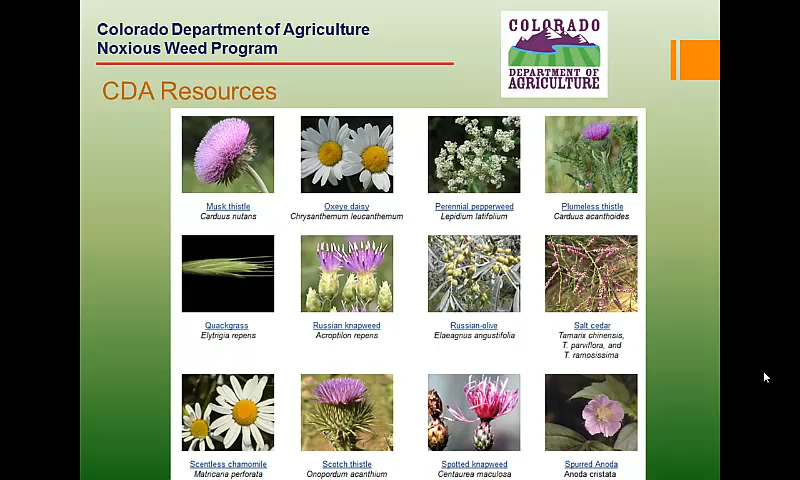 Colorado Department of Agriculture
Noxious Weed Program
COLORADO
DEPARTMENT OF
AGRICULTURE
CDA Resources
Musk thistle
Carduus nutans
Oxeye daisy
Chrysanthemum leucanthemum
Perennial pepperweed
Lepidium latifolium
Plumeless thistle
Carduus acanthoides
Quackgrass
Elytrigia repens
Russian knapweed
Acroptilon repens
Russian-olive
Elaeagnus angustifolia
Salt cedar
Tamarix chinensis,
T. parviflora, and
T. ramosissima
Scentless chamomile
Matricaria perforata
Scotch thistle
Onopordum acanthium
Spotted knapweed
Centaurea maculosa
Spurred Anoda
Anoda cristata